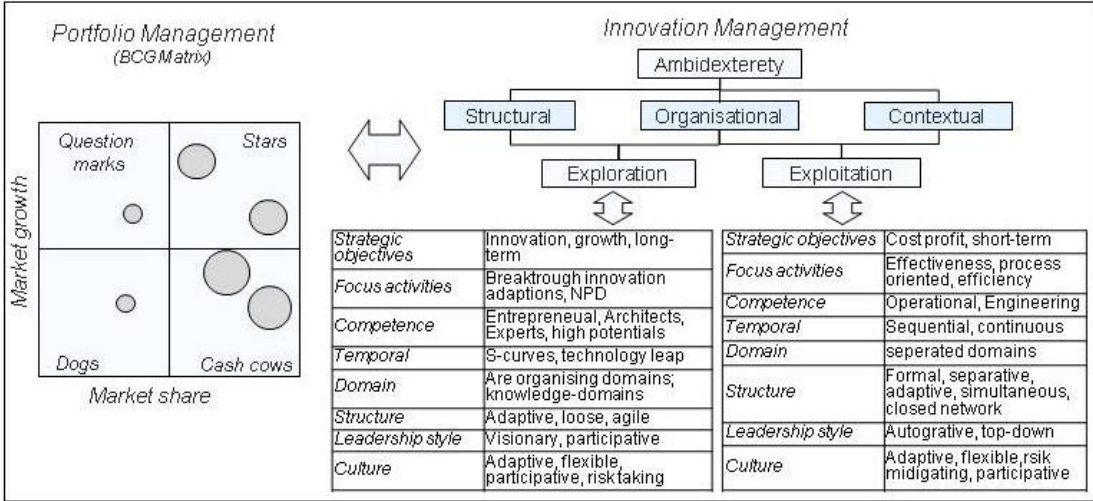 Portfolio Management
(BCG Matrix)
Question
marks
Stars
Dogs
Cash cows
Market growth
Market share
Innovation Management
Ambidexterety
Structural
Organisational
Contextual
Exploration
Exploitation
Strategic
objectives
Innovation, growth, long-
term
Focus activities
Breaktrough innovation
adaptions, NPD
Competence
Entrepreneual, Architects,
Experts, high potentials
Temporal
S-curves, technology leap
Domain
Are organising domains;
knowledge-domains
Structure
Adaptive, loose, agile
Leadership style
Visionary, participative
Culture
Adaptive, flexible,
participative, risk taking
Strategic objectives
Cost profit, short-term
Focus activities
Effectiveness, process
oriented, efficiency
Competence
Operational, Engineering
Temporal
Sequential, continuous
Domain
seperated domains
Structure
Formal, separative,
adaptive, simultaneous,
closed network
Leadership style
Autogrative, top-down
Culture
Adaptive, flexible, rsik
midigating, participative